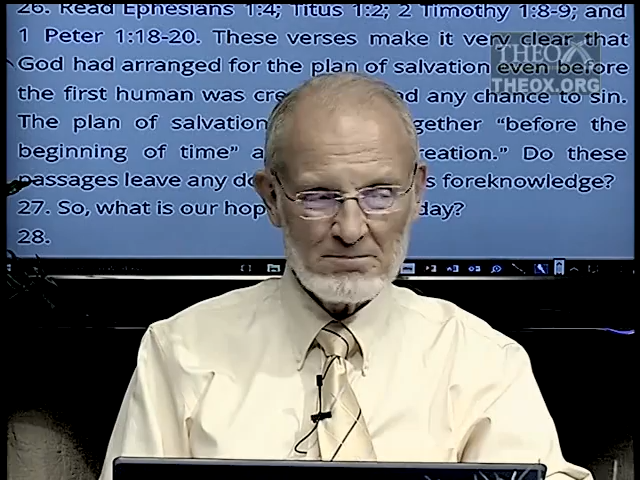 26. Read Ephesians 1:4; Titus 1:2; 2 Timothy 1:8-9; and
1 Peter 1:18-20. These verses make it very clear that
God had arranged for the plan of salvation even before
the first human was cre nd any chance to sin.
The plan of salvation gether "before the
beginning of time" a reation." Do these
passages leave any do s foreknowledge?
27. So, what is our hop day?
28.
THEOX
THEOX.ORG